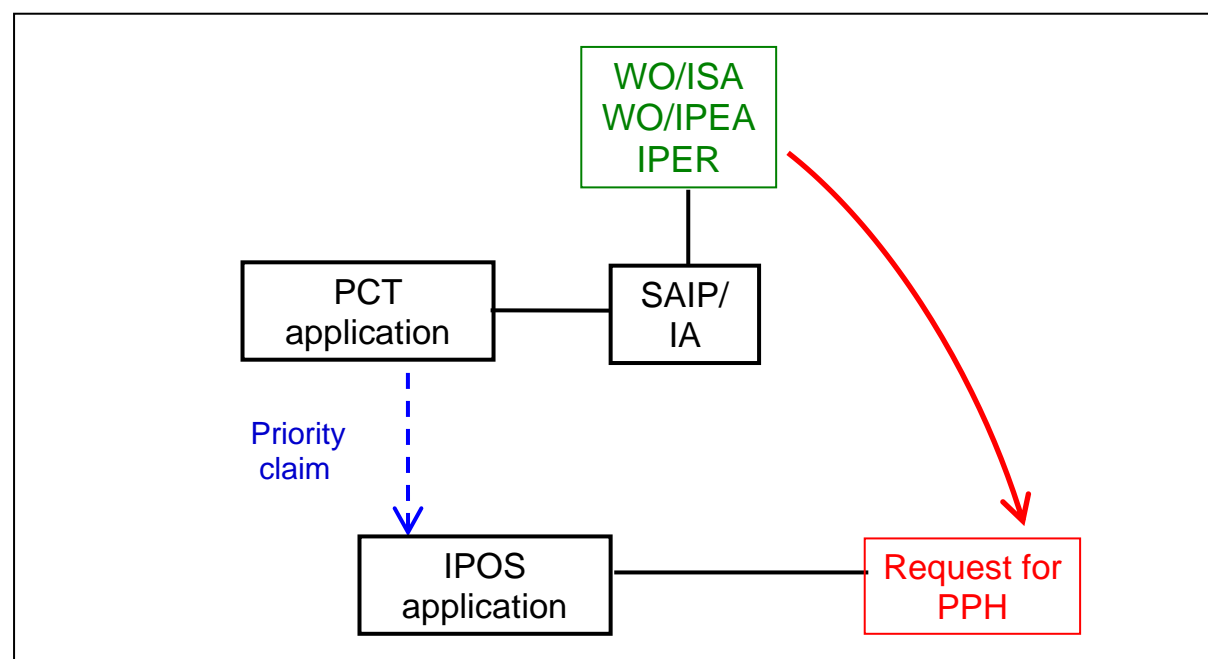 WO/ISA
WO/IPEA
IPER
PCT
application
SAIP/
IA
Priority
claim
IPOS
application
Request for
PPH